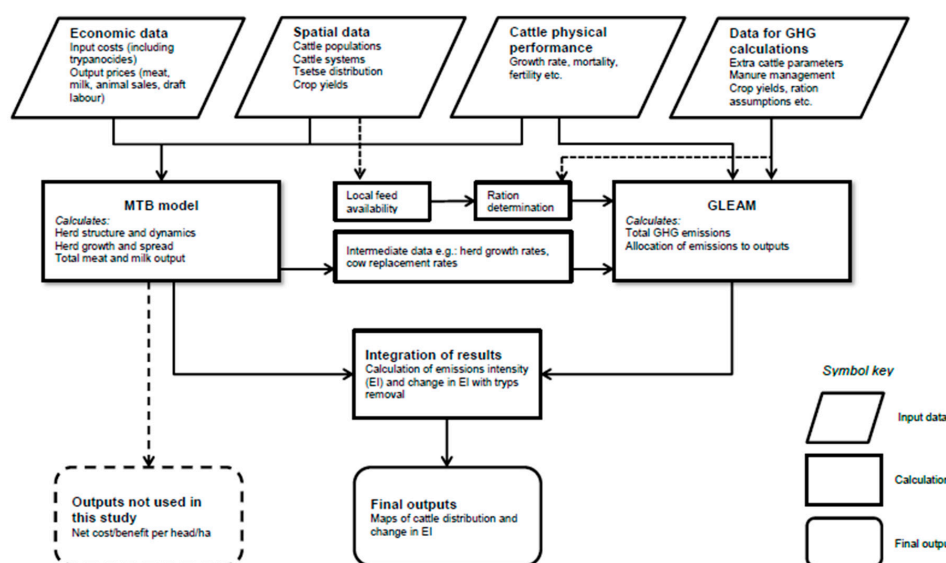 Economic data
Input costs (including
trypanocides)
Output prices (meat,
milk, animal sales, draft
labour)
Spatial data
Cattle populations
Cattle systems
Tsetse distribution
Crop yields
Cattle physical
performance
Growth rate, mortality,
fertility etc.
Data for GHG
calculations
Extra cattle parameters
Manure management
Crop yields, ration
assumptions etc.
MTB model
Calculates:
Herd structure and dynamics
Herd growth and spread
Total meat and milk output
Local feed
availability
Ration
determination
GLEAM
Calculates:
Total GHG emissions
Allocation of emissions to outputs
Intermediate data e.g.: herd growth rates,
cow replacement rates
Integration of results
Calculation of emissions intensity
(EI) and change in EI with tryps
removal
Symbol key
Input data
Calculation
Final output
Outputs not used in
this study
Net cost/benefit per head/ha
Final outputs
Maps of cattle distribution and
change in EI